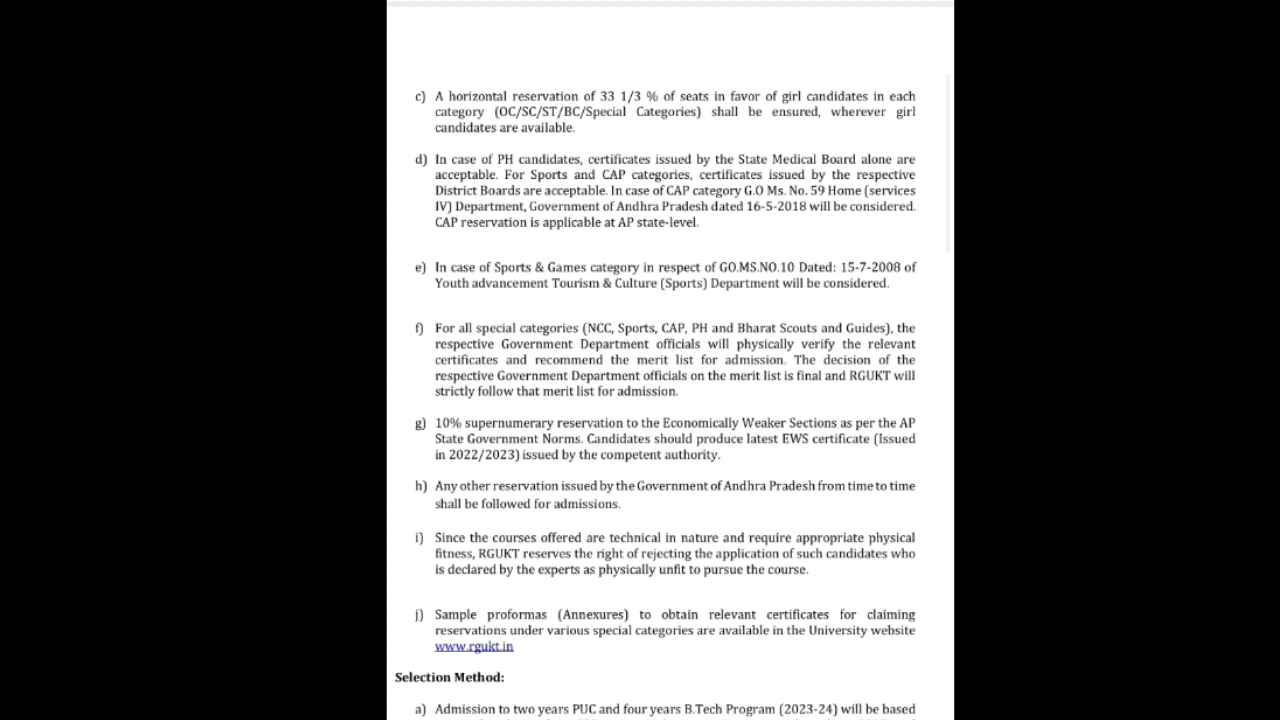 c) A horizontal reservation of 33 1/3 % of seats in favor of girl candidates in each
category (OC/SC/ST/BC/Special Categories) shall be ensured, wherever girl
candidates are available.
d) In case of PH candidates, certificates issued by the State Medical Board alone are
acceptable. For Sports and CAP categories, certificates issued by the respective
District Boards are acceptable. In case of CAP category G.O Ms. No. 59 Home (services
IV) Department, Government of Andhra Pradesh dated 16-5-2018 will be considered.
CAP reservation is applicable at AP state-level.
e) In case of Sports & Games category in respect of GO.MS.NO.10 Dated: 15-7-2008 of
Youth advancement Tourism & Culture (Sports) Department will be considered.
f) For all special categories (NCC, Sports, CAP, PH and Bharat Scouts and Guides), the
respective Government Department officials will physically verify the relevant
certificates and recommend the merit list for admission. The decision of the
respective Government Department officials on the merit list is final and RGUKT will
strictly follow that merit list for admission.
g) 10% supernumerary reservation to the Economically Weaker Sections as per the AP
State Government Norms. Candidates should produce latest EWS certificate (Issued
in 2022/2023) issued by the competent authority.
h) Any other reservation issued by the Government of Andhra Pradesh from time to time
shall be followed for admissions.
i) Since the courses offered are technical in nature and require appropriate physical
fitness, RGUKT reserves the right of rejecting the application of such candidates who
is declared by the experts as physically unfit to pursue the course.
j) Sample proformas (Annexures) to obtain relevant certificates for claiming
reservations under various special categories are available in the University website
www.rgukt.in
Selection Method:
a) Admission to two years PUC and four years B.Tech Program (2023-24) will be based